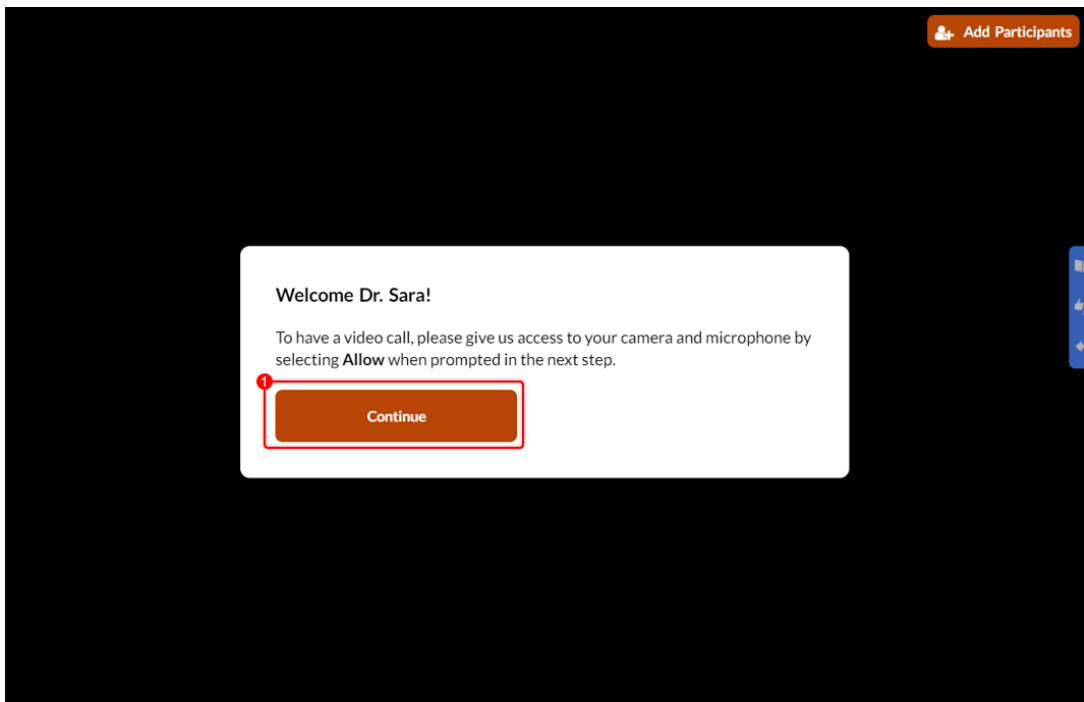 Add Participants
Welcome Dr. Sara!
To have a video call, please give us access to your camera and microphone by
selecting Allow when prompted in the next step.
1
Continue